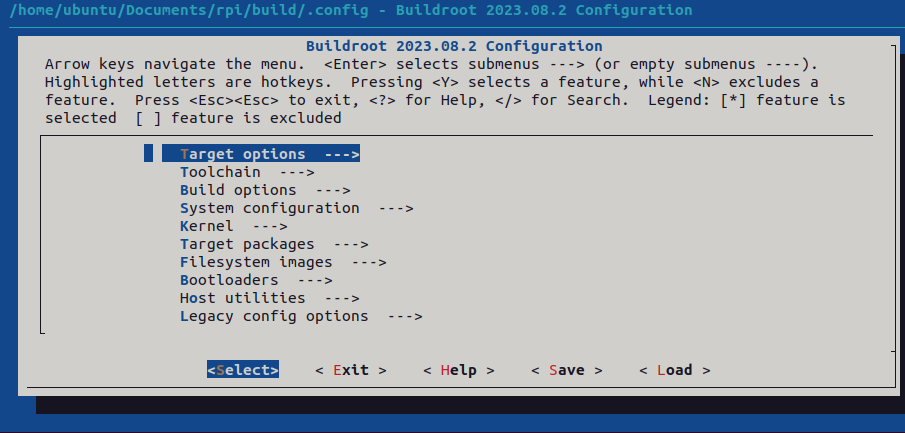 /home/ubuntu/Documents/rpi/build/.config - Buildroot 2023.08.2 Configuration
Buildroot 2023.08.2 Configuration
Arrow keys navigate the menu.  <Enter> selects submenus ---> (or empty submenus ----).
Highlighted letters are hotkeys.  Pressing <Y> selects a feature, while <N> excludes a
feature.  Press <Esc><Esc> to exit, <?> for Help, </> for Search.  Legend: [*] feature is
selected  [ ] feature is excluded
Target options  --->
Toolchain  --->
Build options  --->
System configuration  --->
Kernel  --->
Target packages  --->
Filesystem images  --->
Bootloaders  --->
Host utilities  --->
Legacy config options  --->
<Select>    < Exit >    < Help >    < Save >    < Load >